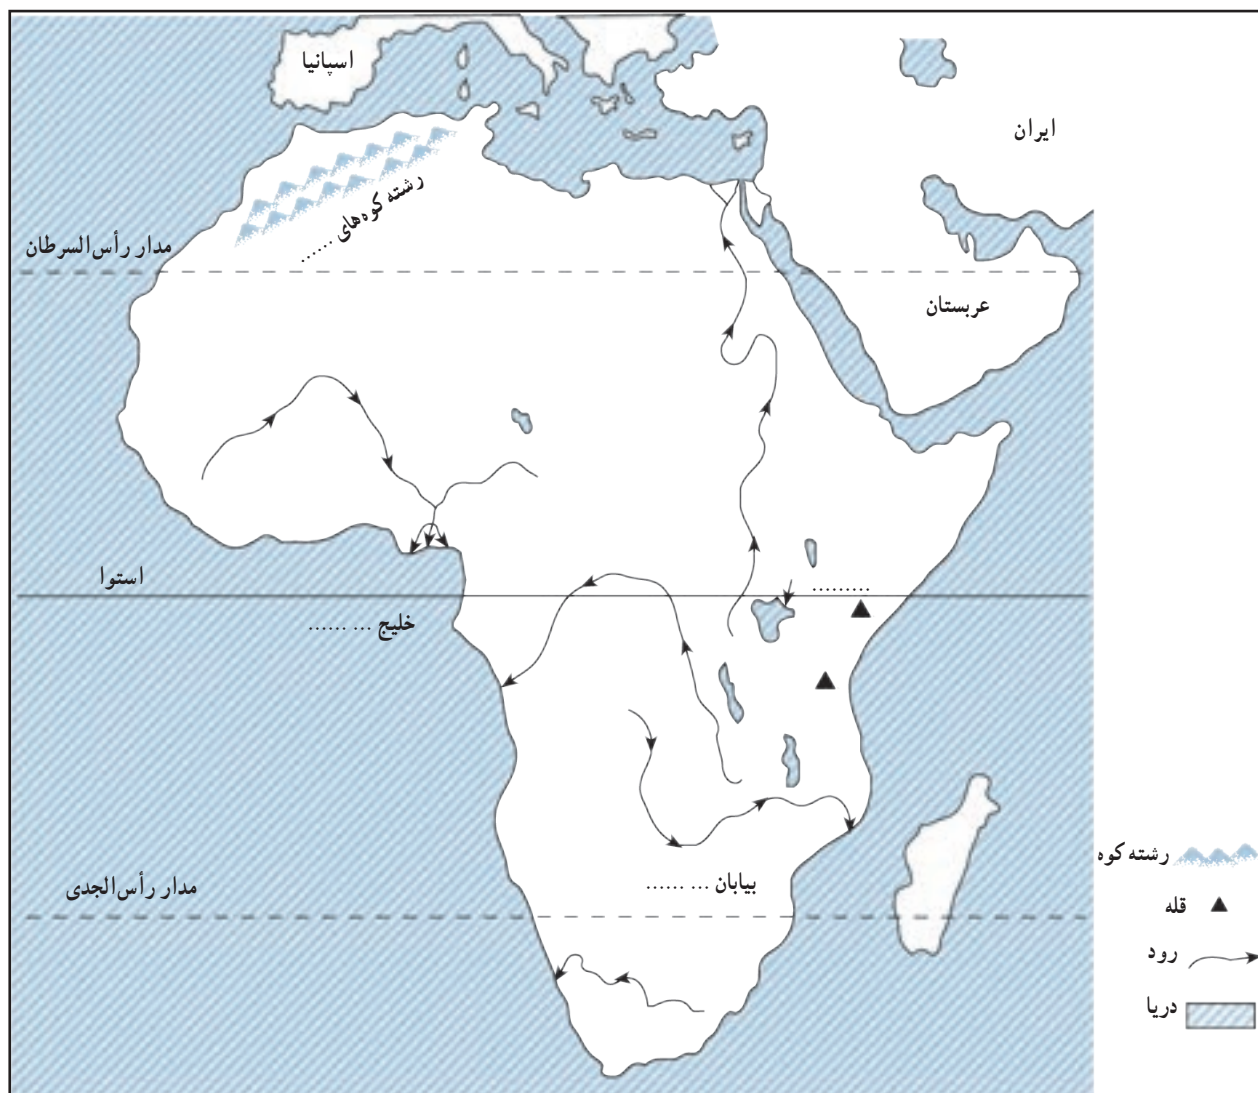 اسپانیا
ایران
رشته کوه‌های ......
مدار رأس‌السرطان
عربستان
استوا
.........
خلیج ... ......
رشته کوه
مدار رأس‌الجدی
بیابان ... ......
قله
رود
دریا